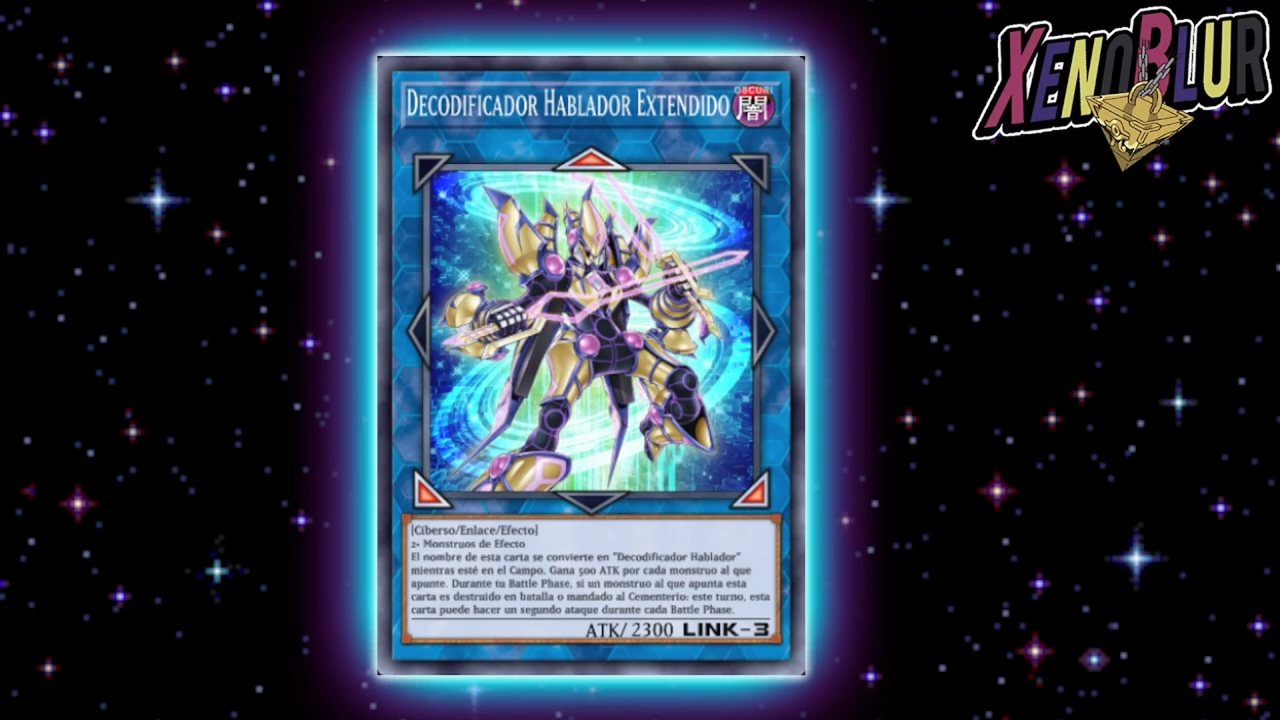 XENOBLUR
DECODIFICADOR HABLADOR EXTENDIDO
OSCURI
闇
[Ciberso/Enlace/Efecto]
2+ Monstruos de Efecto
El nombre de esta carta se convierte en "Decodificador Hablador"
mientras esté en el Campo. Gana 500 ATK por cada monstruo al que
apunte. Durante tu Battle Phase, si un monstruo al que apunta esta
carta es destruido en batalla o mandado al Cementerio: este turno, esta
carta puede hacer un segundo ataque durante cada Battle Phase.
ATK/ 2300 LINK-3